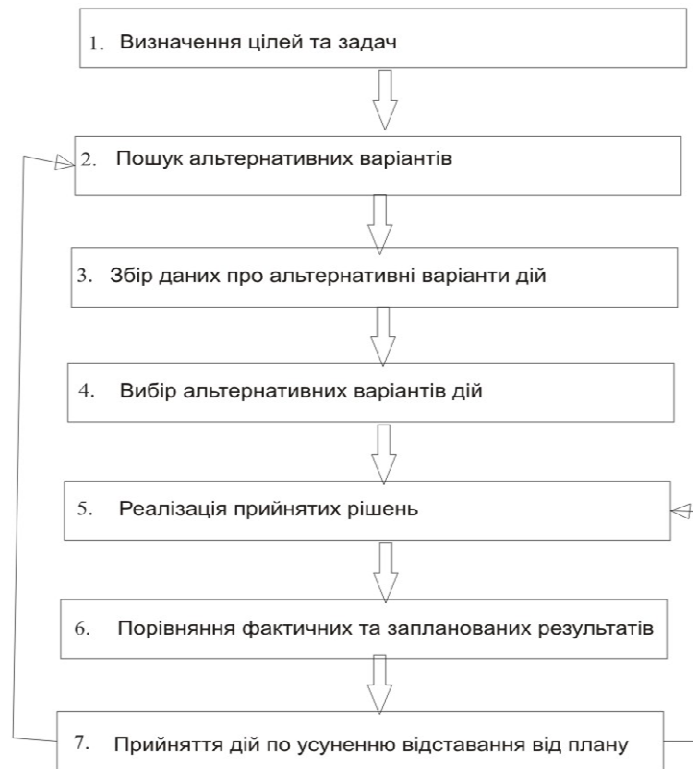 1. Визначення цілей та задач
2. Пошук альтернативних варіантів
3. Збір даних про альтернативні варіанти дій
4. Вибір альтернативних варіантів дій
5. Реалізація прийнятих рішень
6. Порівняння фактичних та запланованих результатів
7. Прийняття дій по усуненню відставання від плану